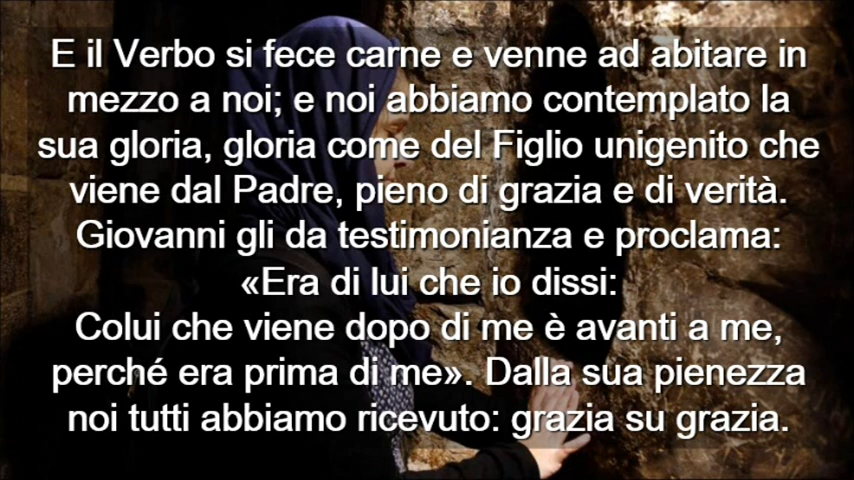 E il Verbo si fece carne e venne ad abitare in
mezzo a noi; e noi abbiamo contemplato la
sua gloria, gloria come del Figlio unigenito che
viene dal Padre, pieno di grazia e di verità.
Giovanni gli da testimonianza e proclama:
«Era di lui che io dissi:
Colui che viene dopo di me è avanti a me,
perché era prima di me». Dalla sua pienezza
noi tutti abbiamo ricevuto: grazia su grazia.